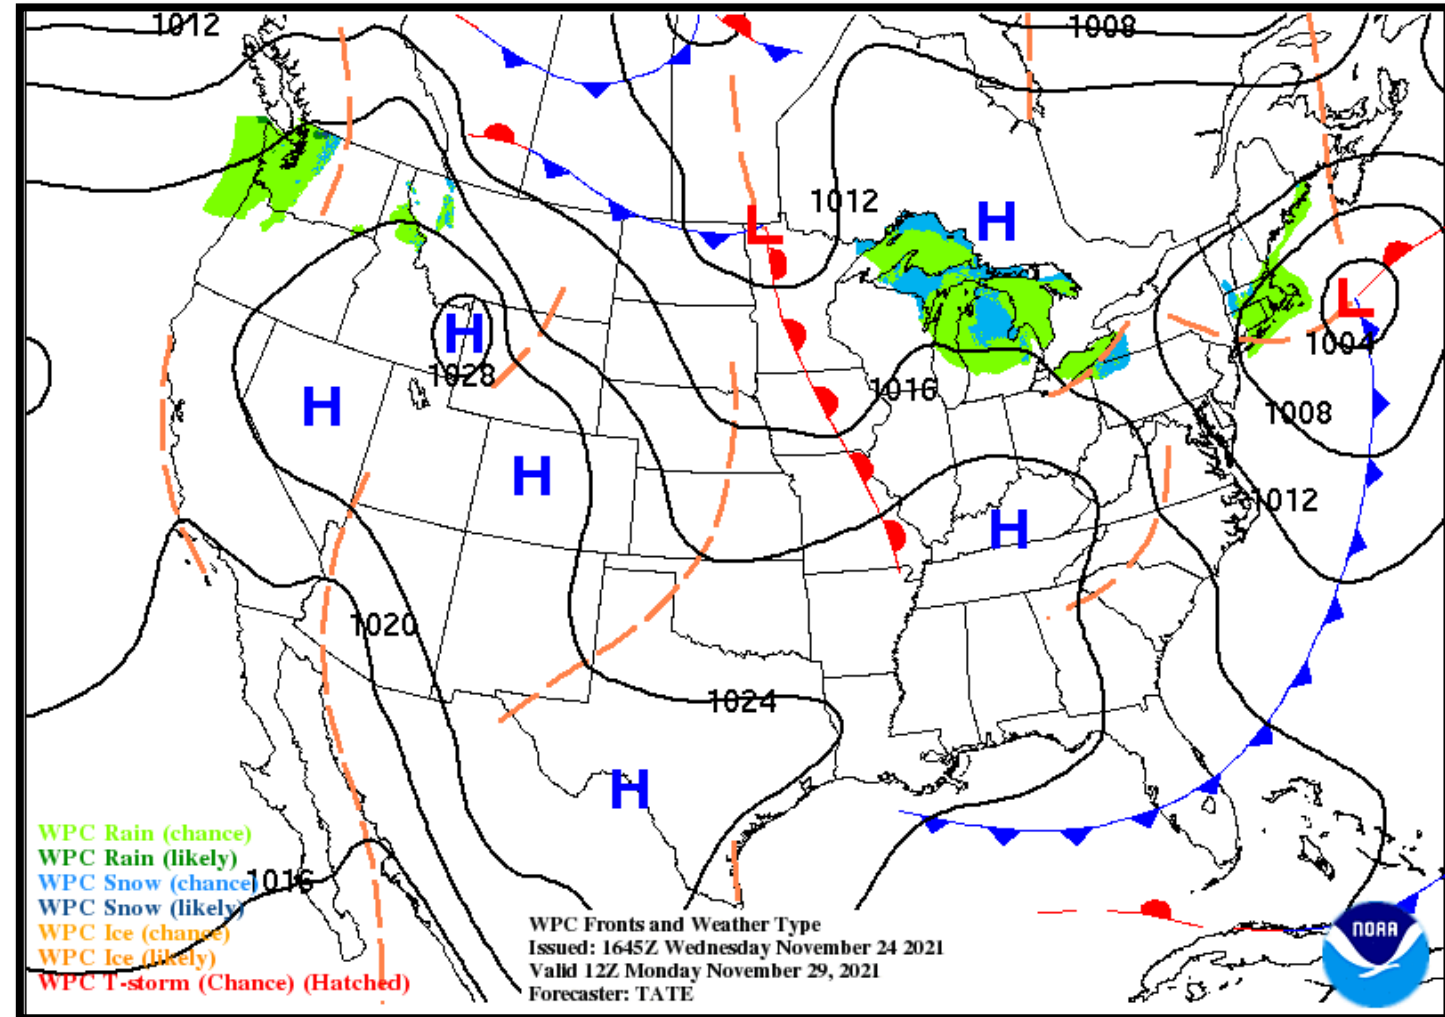 1012
1008
1012
H
L
H
L
1004
1028
H
1016
1008
H
1012
H
1020
1024
H
1016
WPC Rain (chance)
WPC Rain (likely)
WPC Snow (chance)
WPC Snow (likely)
WPC Ice (chance)
WPC Ice (likely)
WPC T-storm (Chance) (Hatched)
WPC Fronts and Weather Type
Issued: 1645Z Wednesday November 24 2021
Valid 12Z Monday November 29, 2021
Forecaster: TATE
NOAA